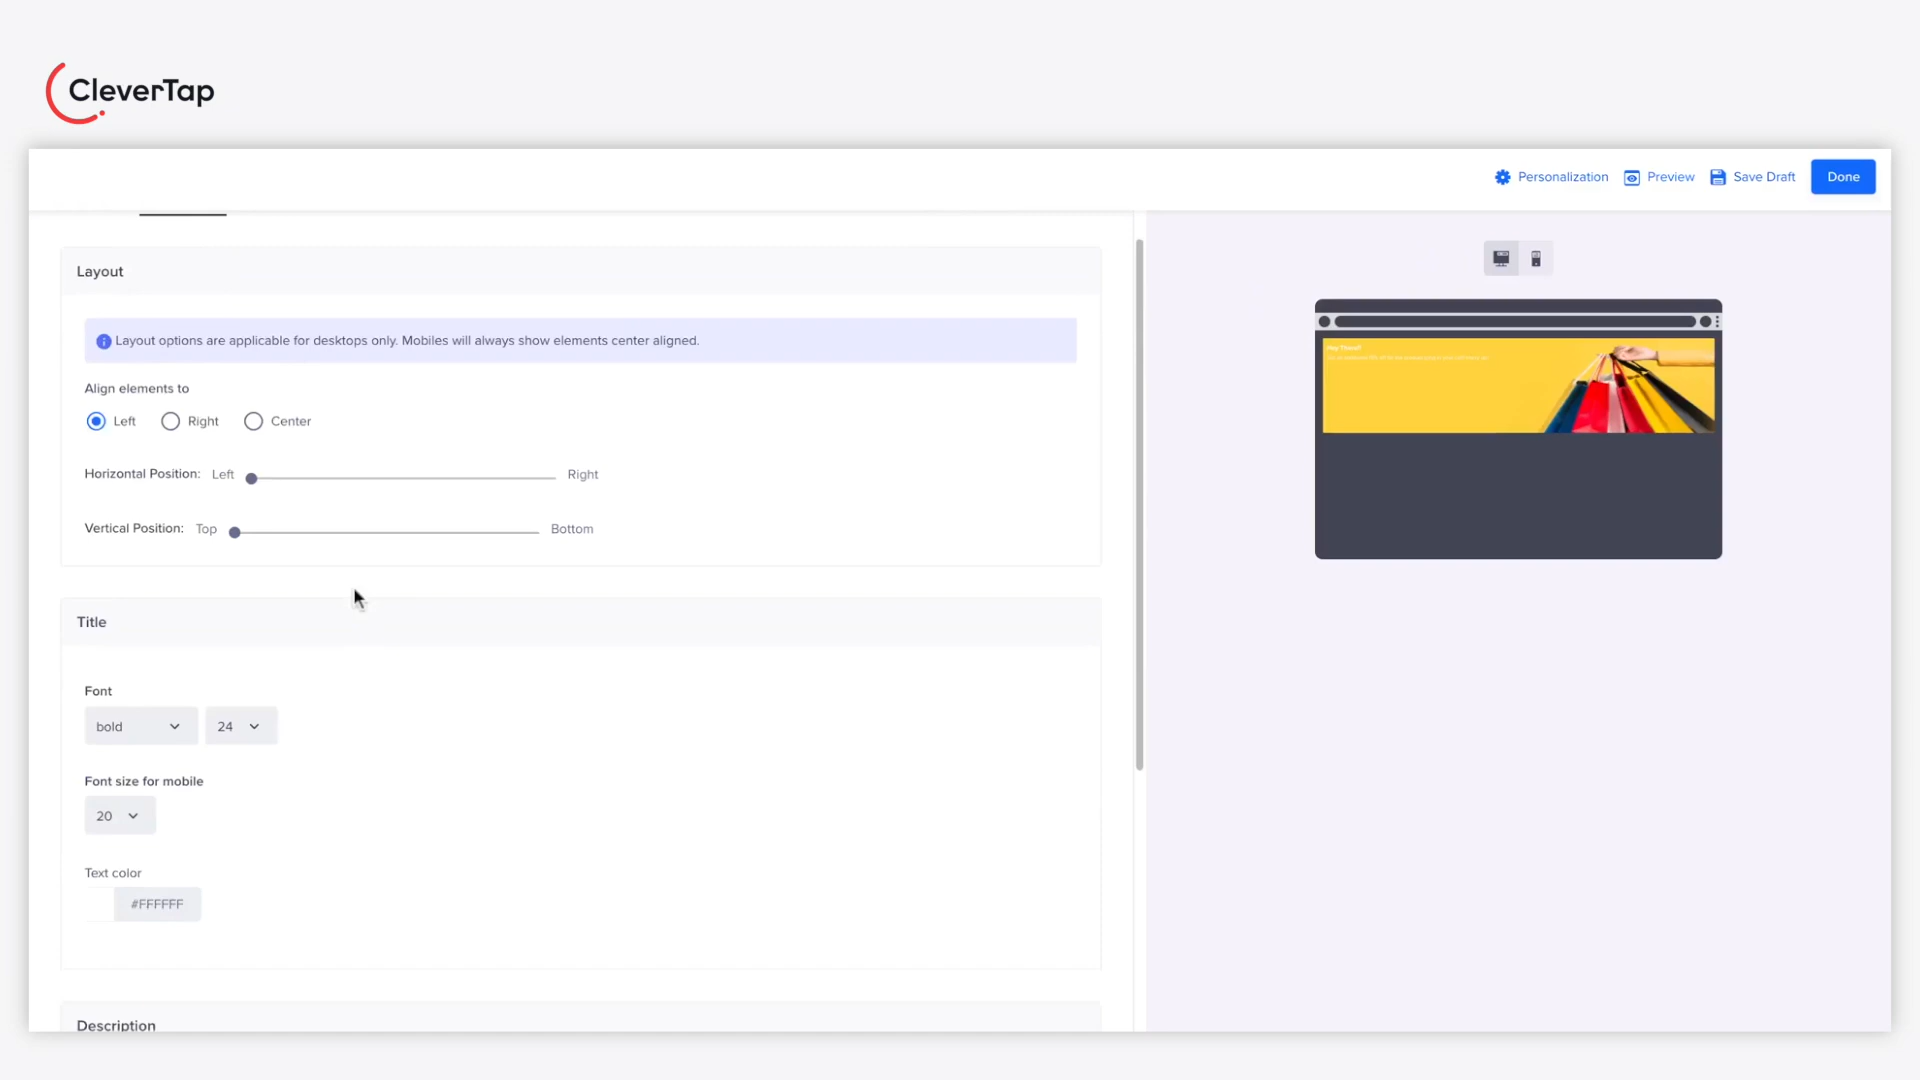 CleverTap
Personalization Preview Save Draft Done
Layout
Layout options are applicable for desktops only. Mobiles will always show elements center aligned.
Align elements to
Left Right Center
Horizontal Position: Left Right
Vertical Position: Top Bottom
Title
Font
bold 24
Font size for mobile
20
Text color
#FFFFFF
Description